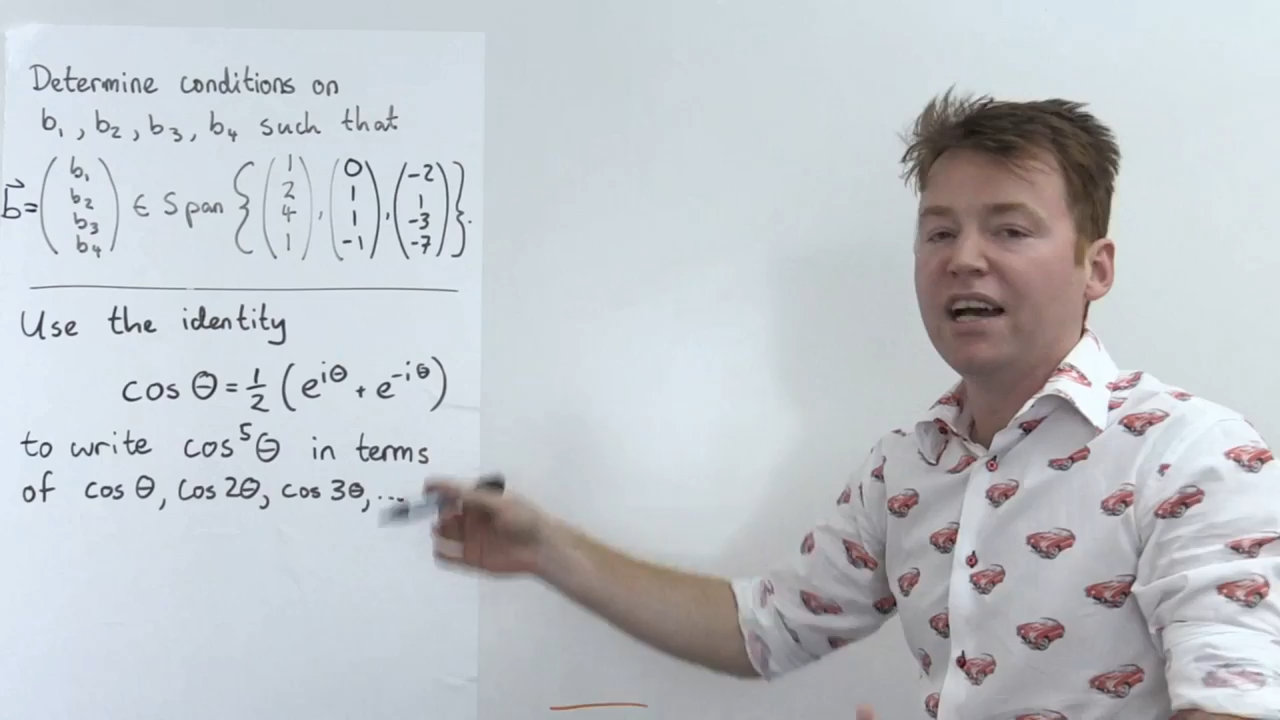 Determine conditions on
b₁, b₂, b₃, b₄ such that
b⃗ = (b₁ b₂ b₃ b₄) ∈ Span {(1 2 4 1), (0 1 1 -1), (-2 1 -3 -7)}.
Use the identity
cos θ = 1/2 (e^{iθ} + e^{-iθ})
to write cos⁵θ in terms
of cos θ, cos 2θ, cos 3θ, ...